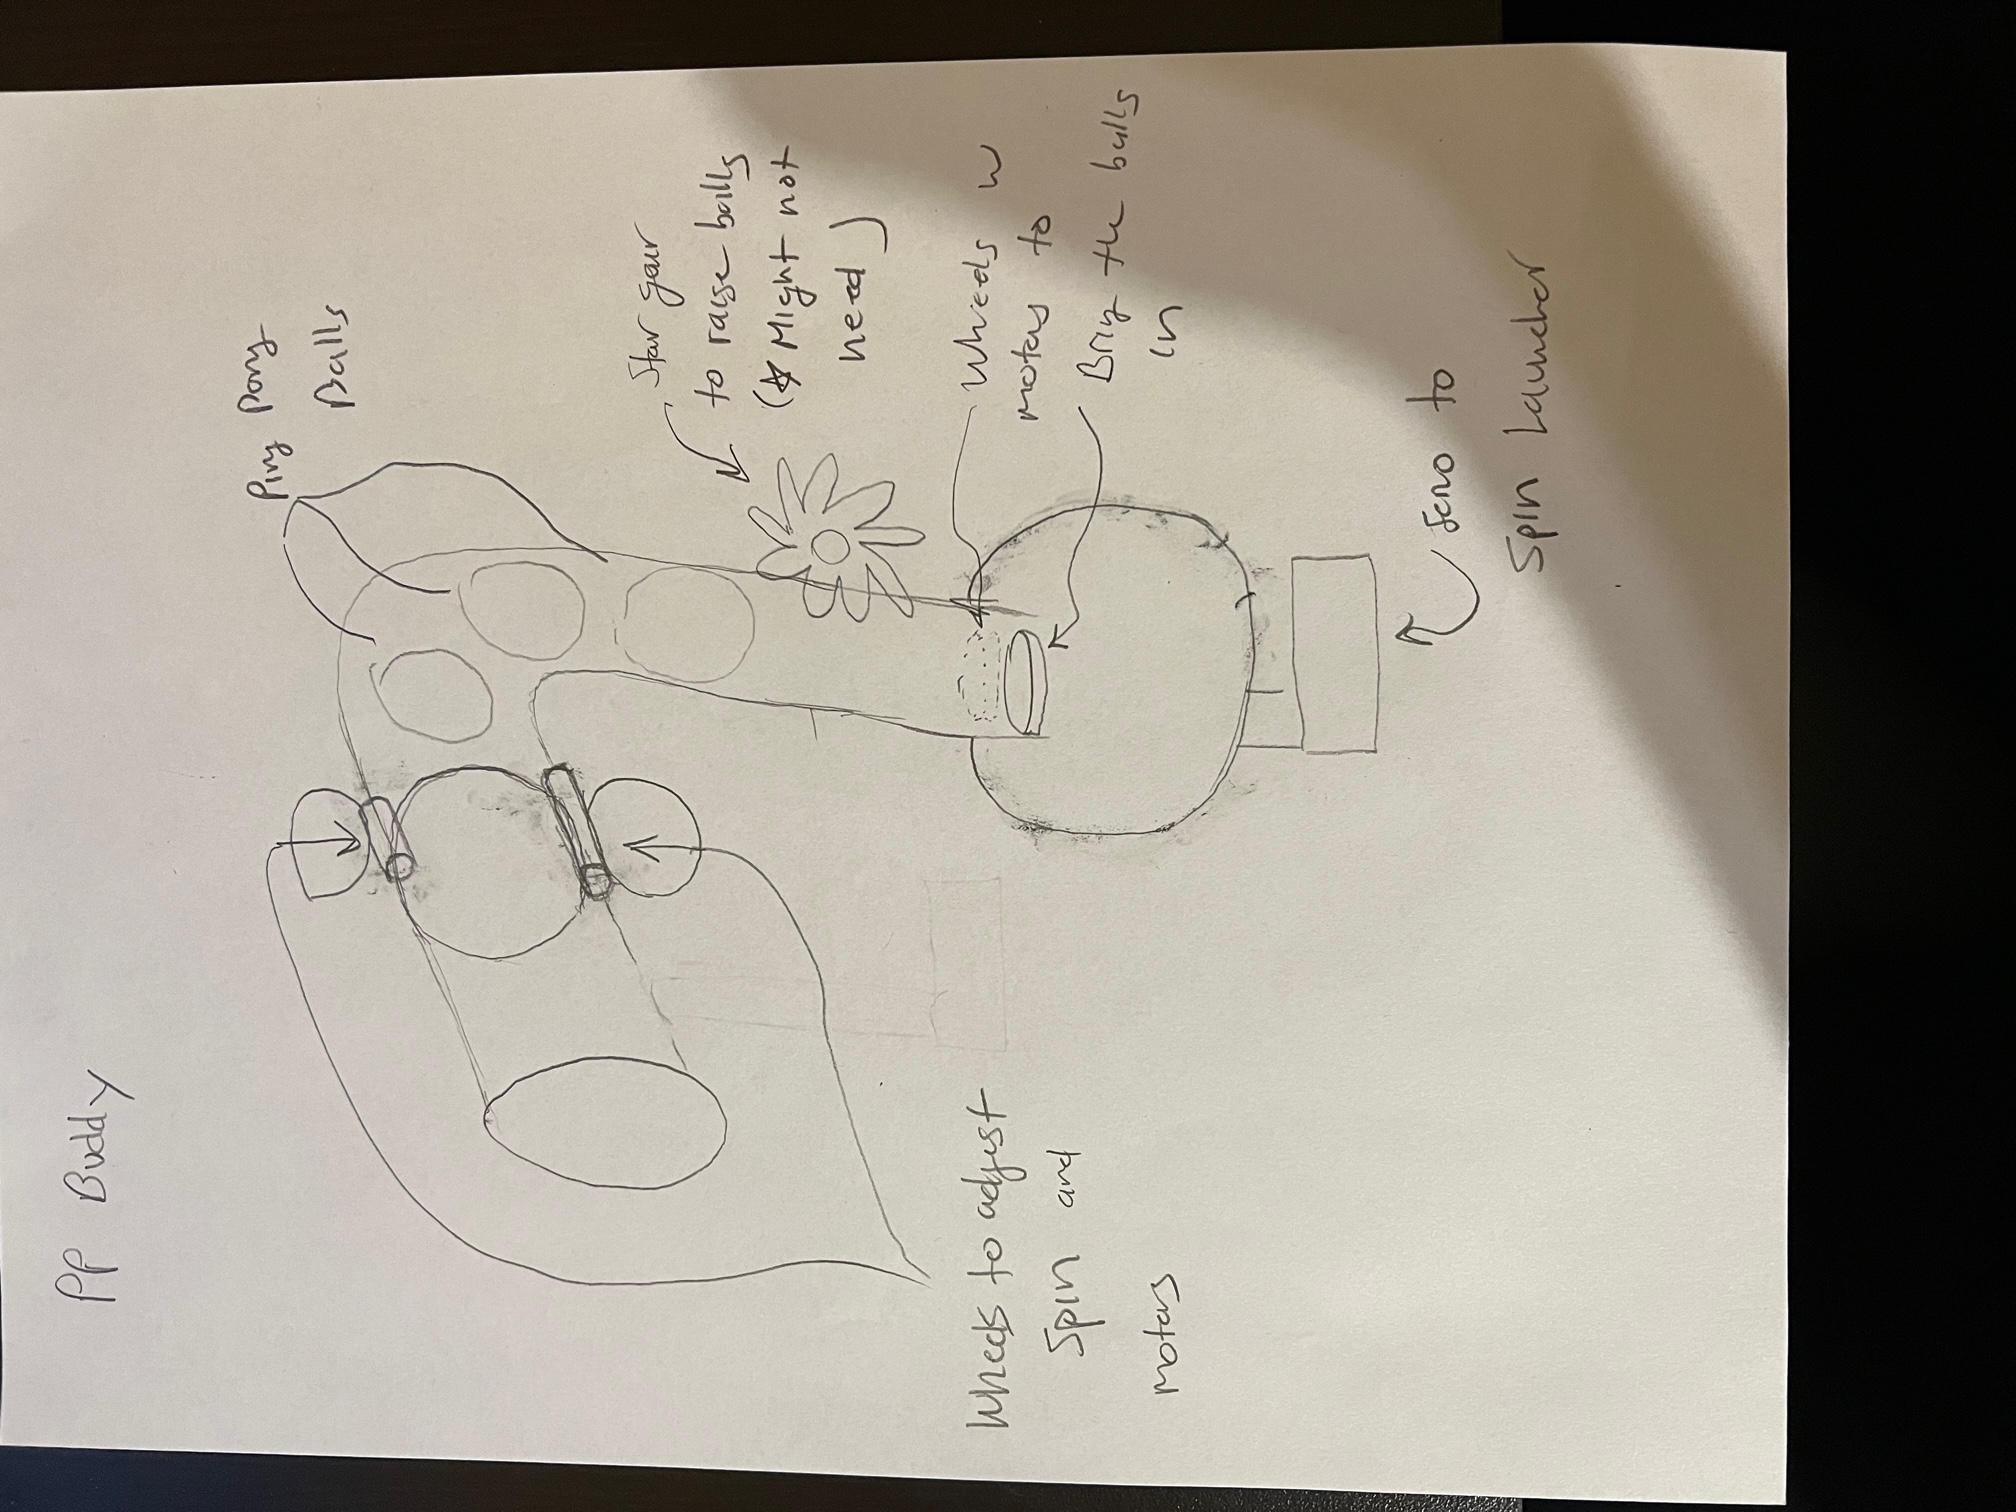 PP Buddy
Ping Pong
Balls
Star gear
to raise balls
(☆ Might not
need)
Wheels to adjust
Spin and
motors
Wheels w
motors to
Bring the balls
in
servo to
Spin Launcher